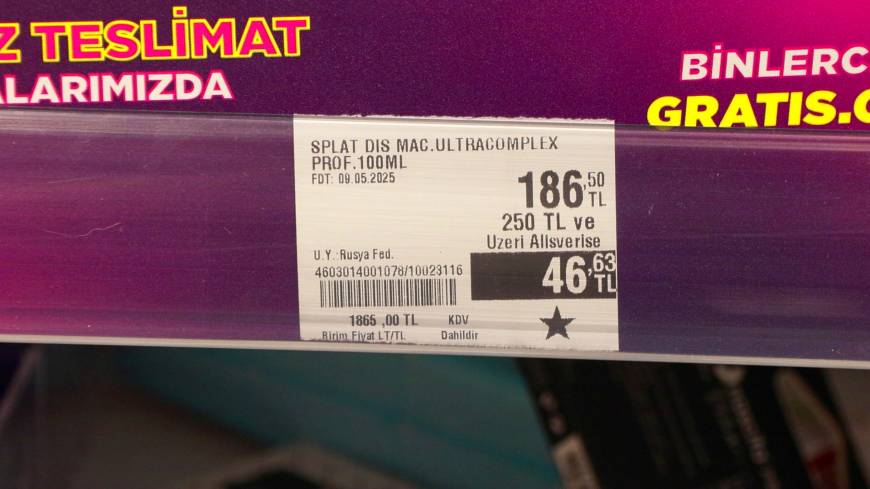 Z TESLİMAT
ALARIMIZDA
BİNLERC
GRATIS.C
SPLAT DIS MAC.ULTRACOMPLEX
PROF.100ML
FDT: 09.05.2025
186,50 TL
250 TL ve
Uzeri Allsverise
46,63 TL
U.Y.:Rusya Fed.
4603014001078/10023116
1865 ,00 TL KDV
Birim Fiyat LT/TL Dahildir